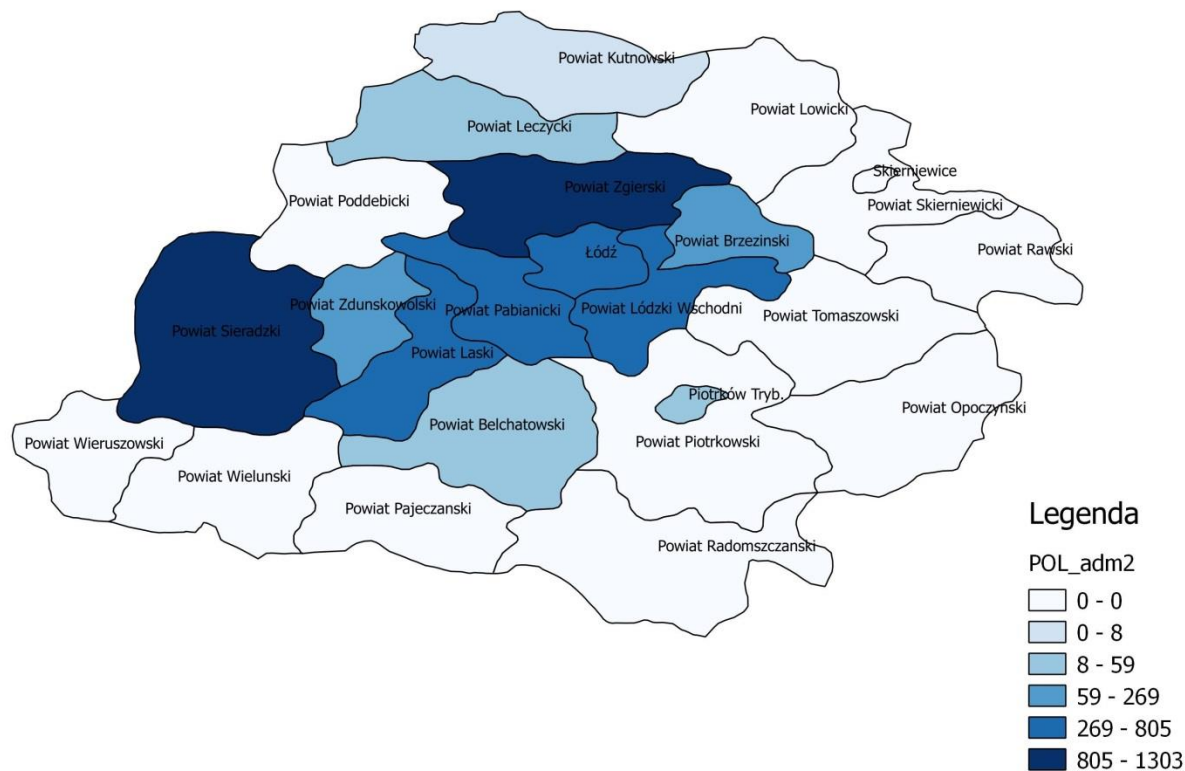 Powiat Kutnowski
Powiat Lowicki
Powiat Leczycki
Skierniewice
Powiat Zgierski
Powiat Poddebicki
Powiat Skierniewicki
Powiat Brzezinski
Powiat Rawski
Łódź
Powiat Zdunskowolski
Powiat Pabianicki
Powiat Lódzki Wschodni
Powiat Tomaszowski
Powiat Sieradzki
Powiat Laski
Piotrków Tryb.
Powiat Opoczynski
Powiat Belchatowski
Powiat Wieruszowski
Powiat Piotrkowski
Powiat Wielunski
Powiat Pajeczanski
Powiat Radomszczanski
Legenda
POL_adm2
0 - 0
0 - 8
8 - 59
59 - 269
269 - 805
805 - 1303